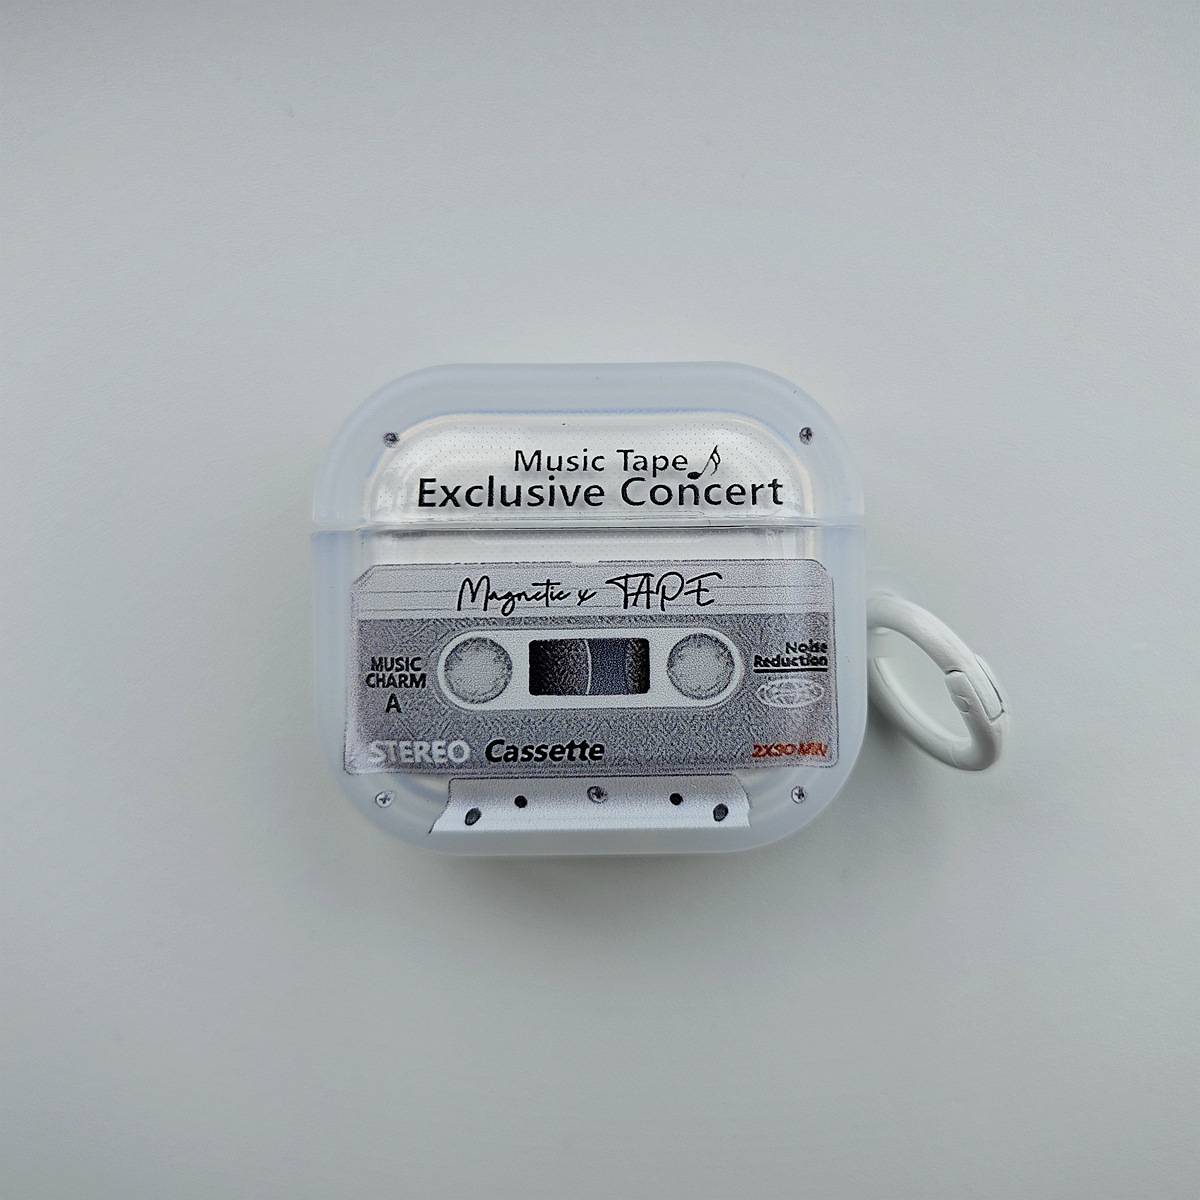 Music Tape
Exclusive Concert
Magnetic x TAPE
MUSIC
CHARM
A
Noise
Reduction
STEREO Cassette
2X30 MIN